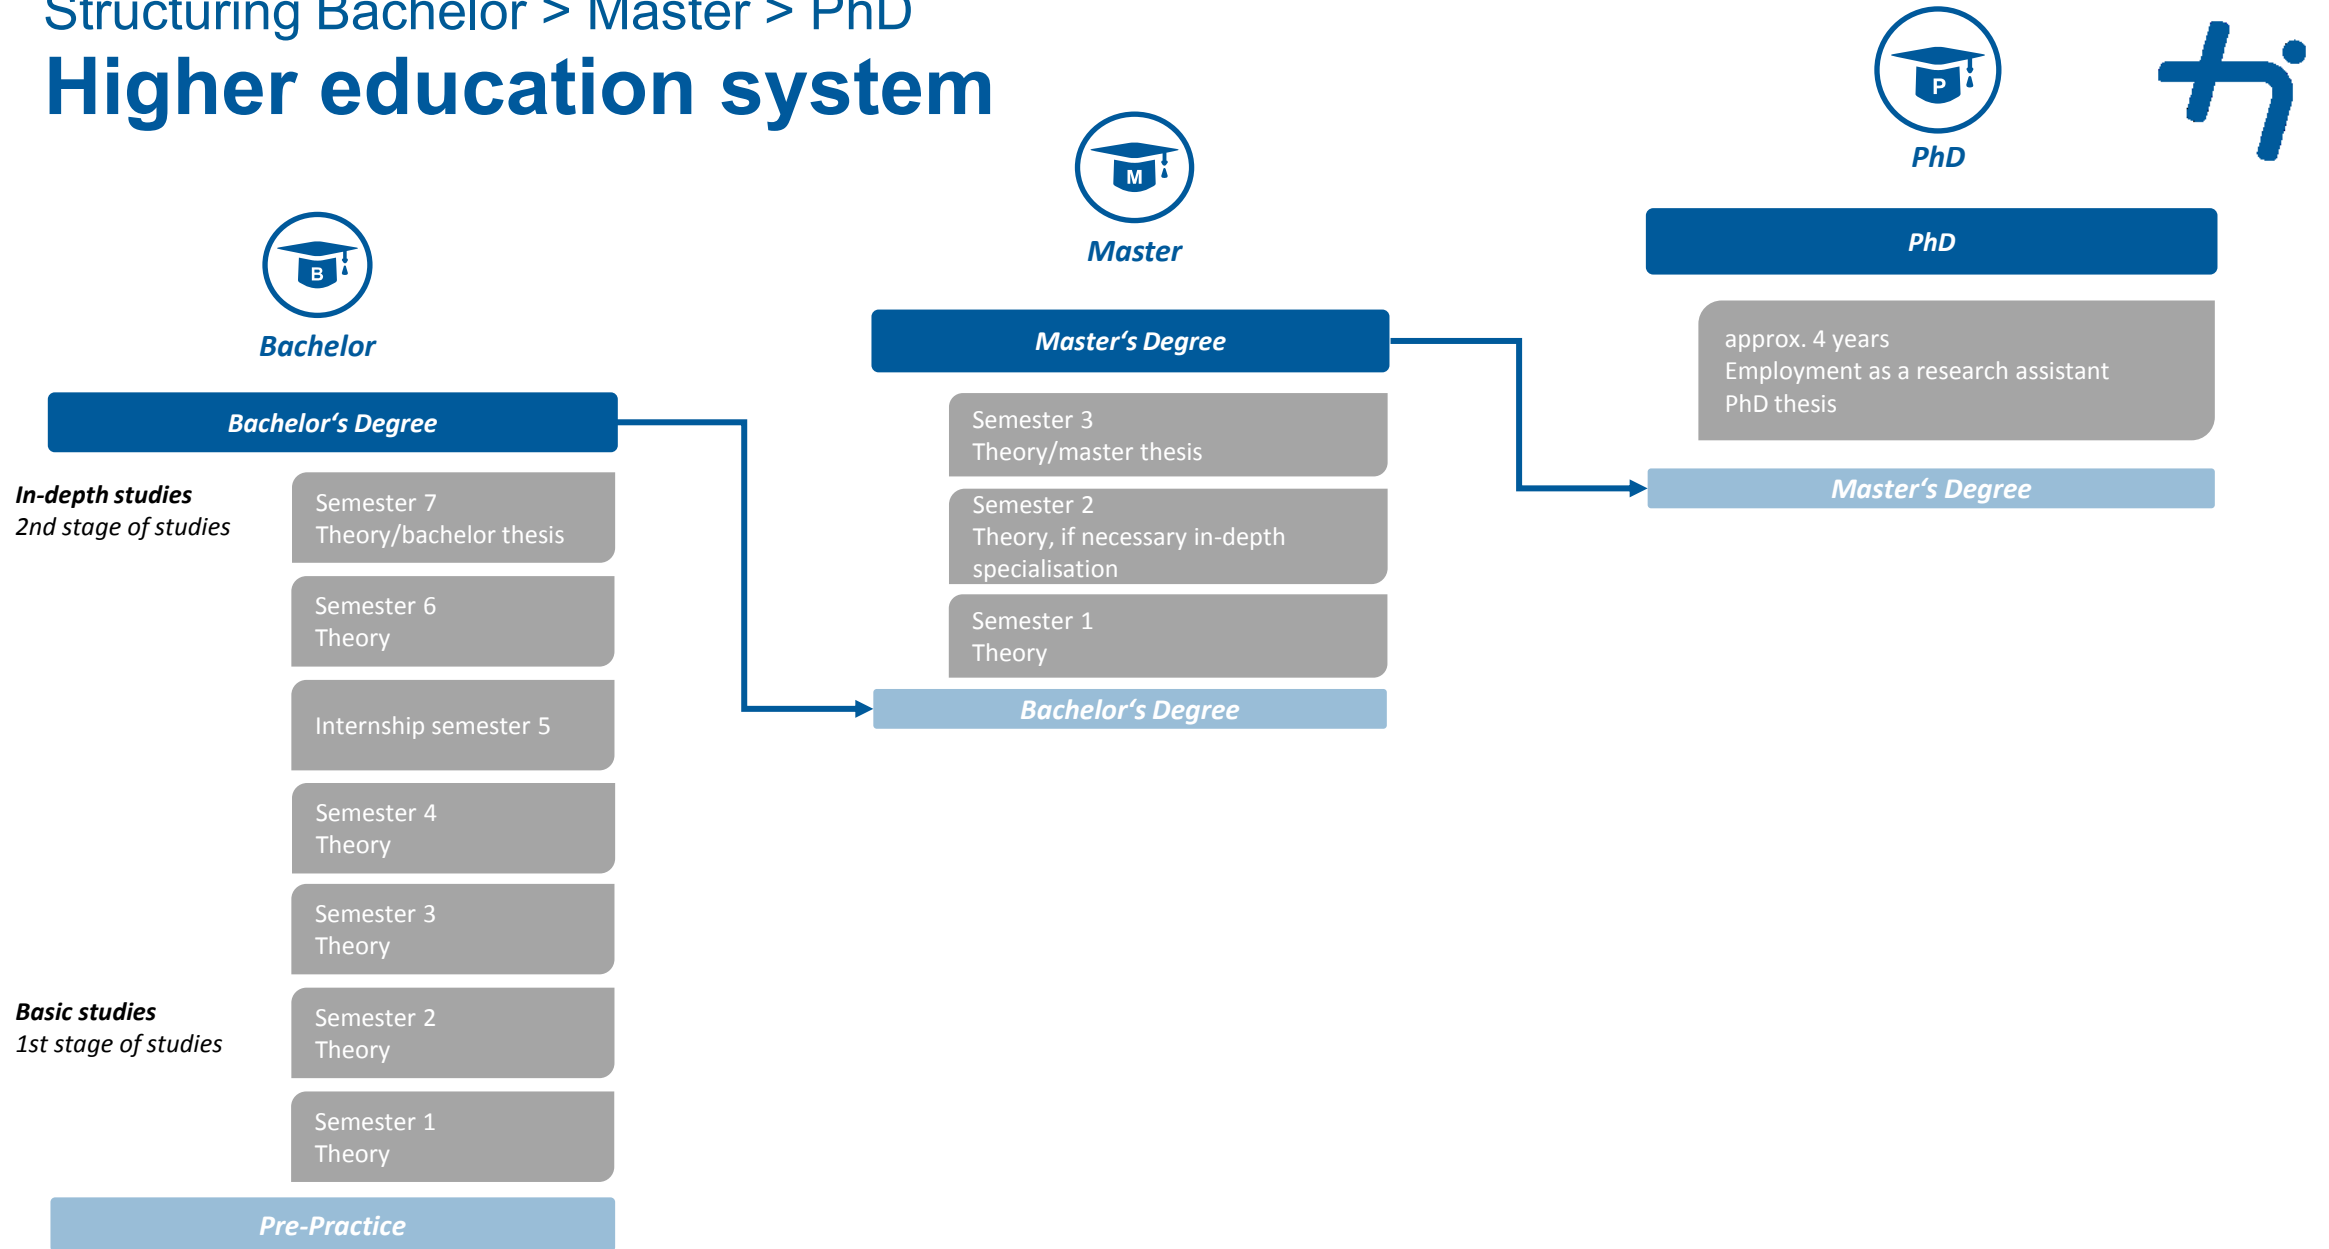 Structuring Bachelor > Master > PhD
Higher education system
B
Bachelor
Bachelor‘s Degree
In-depth studies
2nd stage of studies
Semester 7
Theory/bachelor thesis
Semester 6
Theory
Internship semester 5
Semester 4
Theory
Semester 3
Theory
Basic studies
1st stage of studies
Semester 2
Theory
Semester 1
Theory
Pre-Practice
M
Master
Master‘s Degree
Semester 3
Theory/master thesis
Semester 2
Theory, if necessary in-depth
specialisation
Semester 1
Theory
Bachelor‘s Degree
P
PhD
PhD
approx. 4 years
Employment as a research assistant
PhD thesis
Master‘s Degree